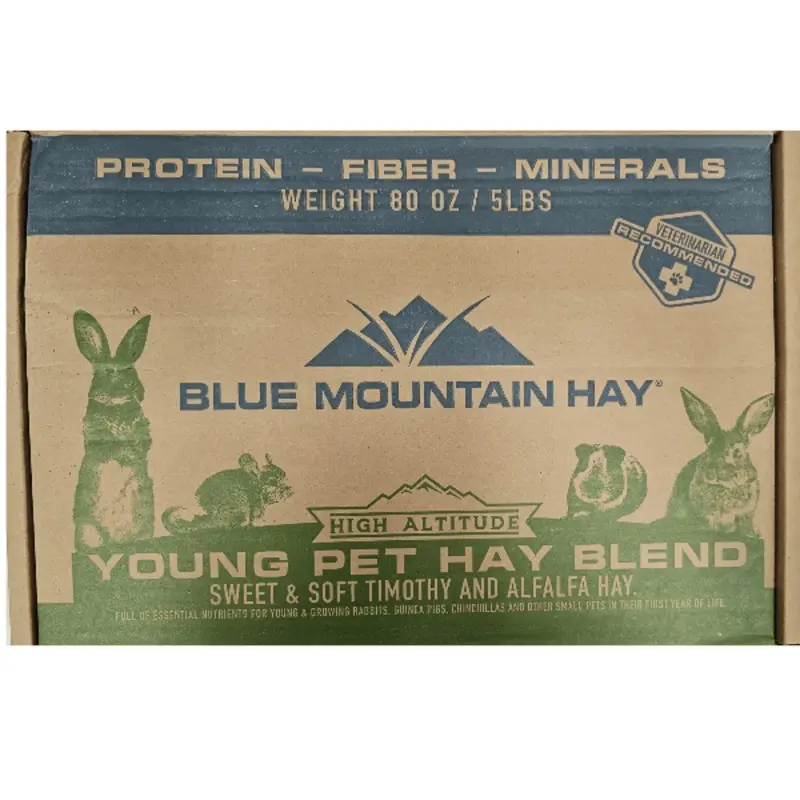 PROTEIN - FIBER - MINERALS
WEIGHT 80 OZ / 5LBS
VETERINARIAN
RECOMMENDED
BLUE MOUNTAIN HAY®
HIGH ALTITUDE
YOUNG PET HAY BLEND
SWEET & SOFT TIMOTHY AND ALFALFA HAY.
FULL OF ESSENTIAL NUTRIENTS FOR YOUNG & GROWING RABBITS, GUINEA PIGS, CHINCHILLAS AND OTHER SMALL PETS IN THEIR FIRST YEAR OF LIFE.